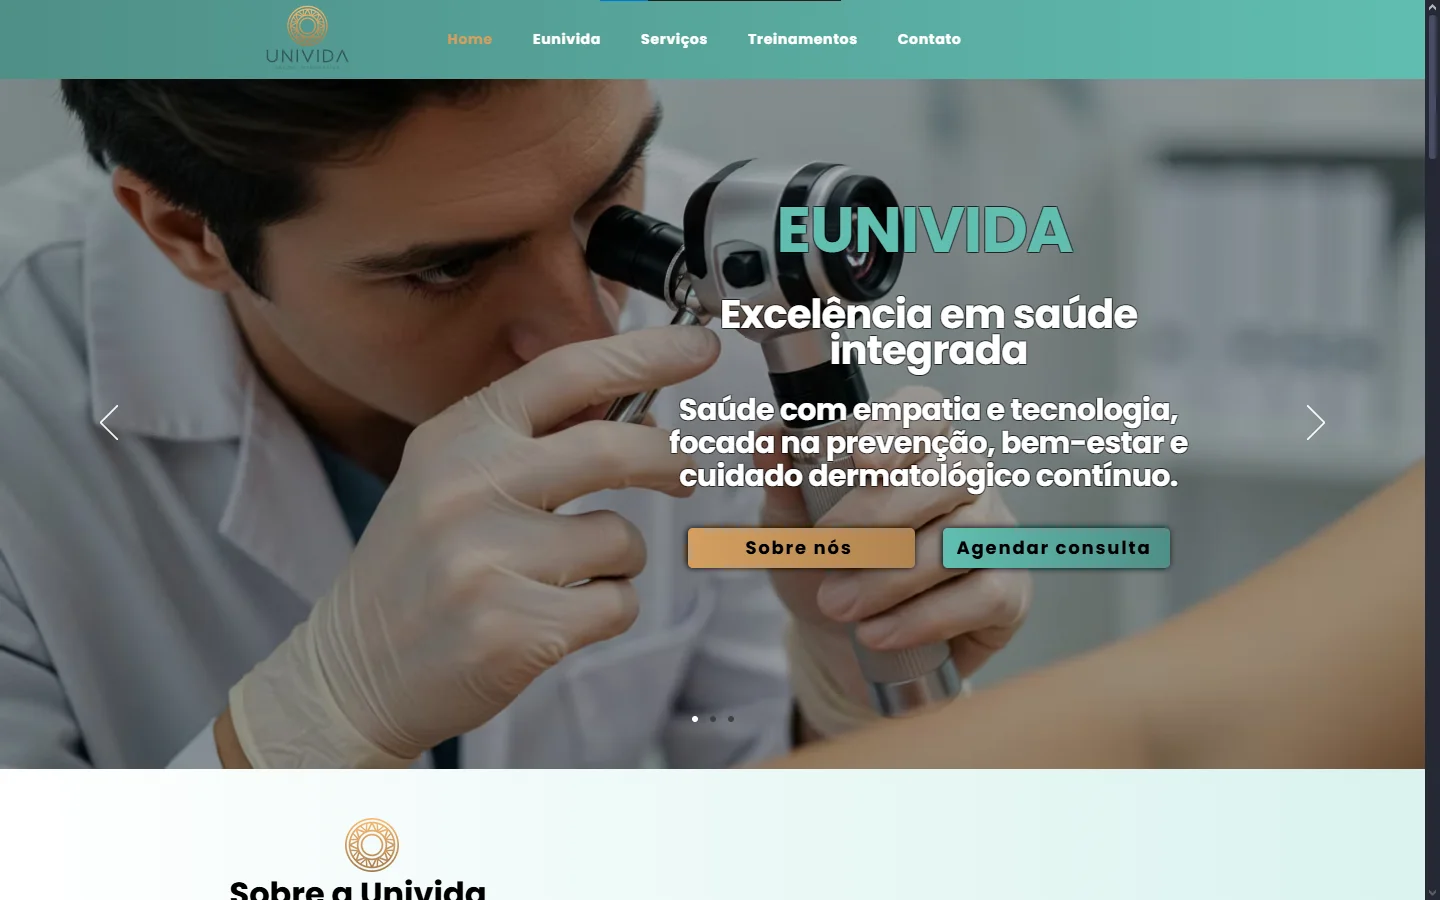 UNIVIDA
Home
Eunivida
Serviços
Treinamentos
Contato
EUNIVIDA
Excelência em saúde
integrada
Saúde com empatia e tecnologia,
focada na prevenção, bem-estar e
cuidado dermatológico contínuo.
Sobre nós
Agendar consulta
Sobre a Univida